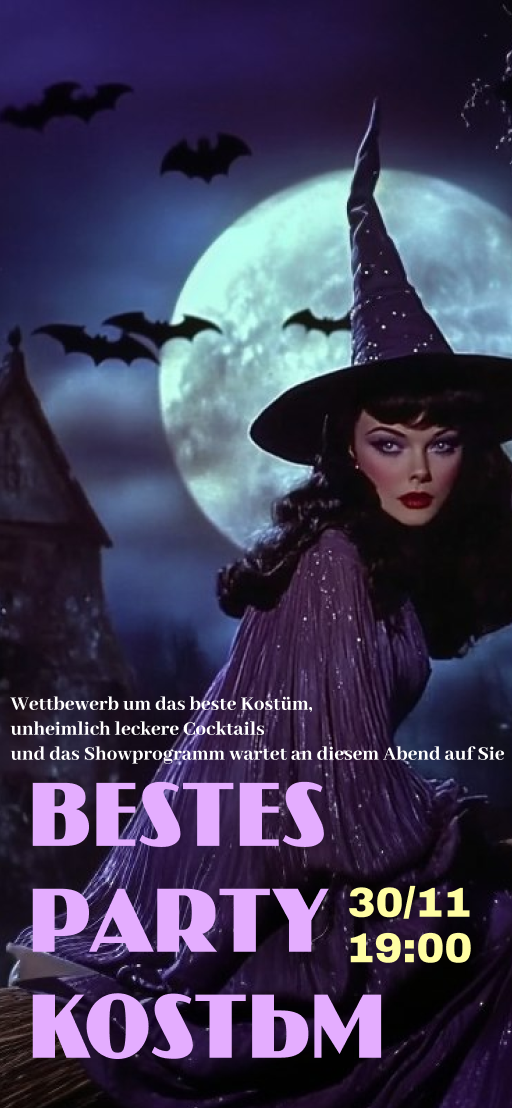 Wettbewerb um das beste Kostüm,
unheimlich leckere Cocktails
und das Showprogramm wartet an diesem Abend auf Sie
BESTES
PARTY
30/11
19:00
KOSTЬM